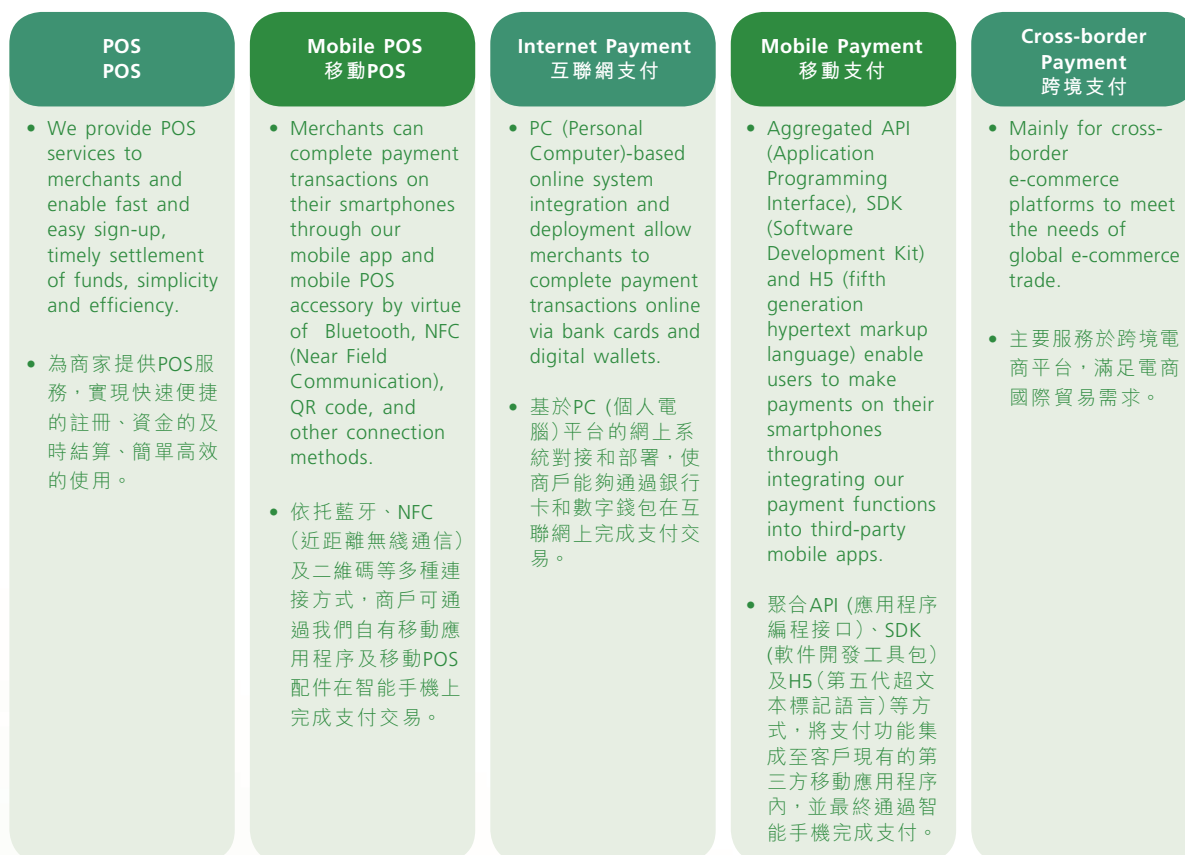 POS
POS
• We provide POS
services to
merchants and
enable fast and
easy sign-up,
timely settlement
of funds, simplicity
and efficiency.
• 為商家提供POS服
務，實現快速便捷
的註冊、資金的及
時結算、簡單高效
的使用。
Mobile POS
移動POS
• Merchants can
complete payment
transactions on
their smartphones
through our
mobile app and
mobile POS
accessory by virtue
of Bluetooth, NFC
(Near Field
Communication),
QR code, and
other connection
methods.
• 依托藍牙、NFC
（近距離無綫通信）
及二維碼等多種連
接方式，商戶可通
過我們自有移動應
用程序及移動POS
配件在智能手機上
完成支付交易。
Internet Payment
互聯網支付
• PC (Personal
Computer)-based
online system
integration and
deployment allow
merchants to
complete payment
transactions online
via bank cards and
digital wallets.
• 基於PC (個人電
腦）平台的網上系
統對接和部署，使
商戶能夠通過銀行
卡和數字錢包在互
聯網上完成支付交
易。
Mobile Payment
移動支付
• Aggregated API
(Application
Programming
Interface), SDK
(Software
Development Kit)
and H5 (fifth
generation
hypertext markup
language) enable
users to make
payments on their
smartphones
through
integrating our
payment functions
into third-party
mobile apps.
• 聚合API (應用程序
編程接口）、SDK
(軟件開發工具包）
及H5（第五代超文
本標記語言）等方
式，將支付功能集
成至客戶現有的第
三方移動應用程序
內，並最終通過智
能手機完成支付。
Cross-border
Payment
跨境支付
• Mainly for cross-
border
e-commerce
platforms to meet
the needs of
global e-commerce
trade.
• 主要服務於跨境電
商平台，滿足電商
國際貿易需求。